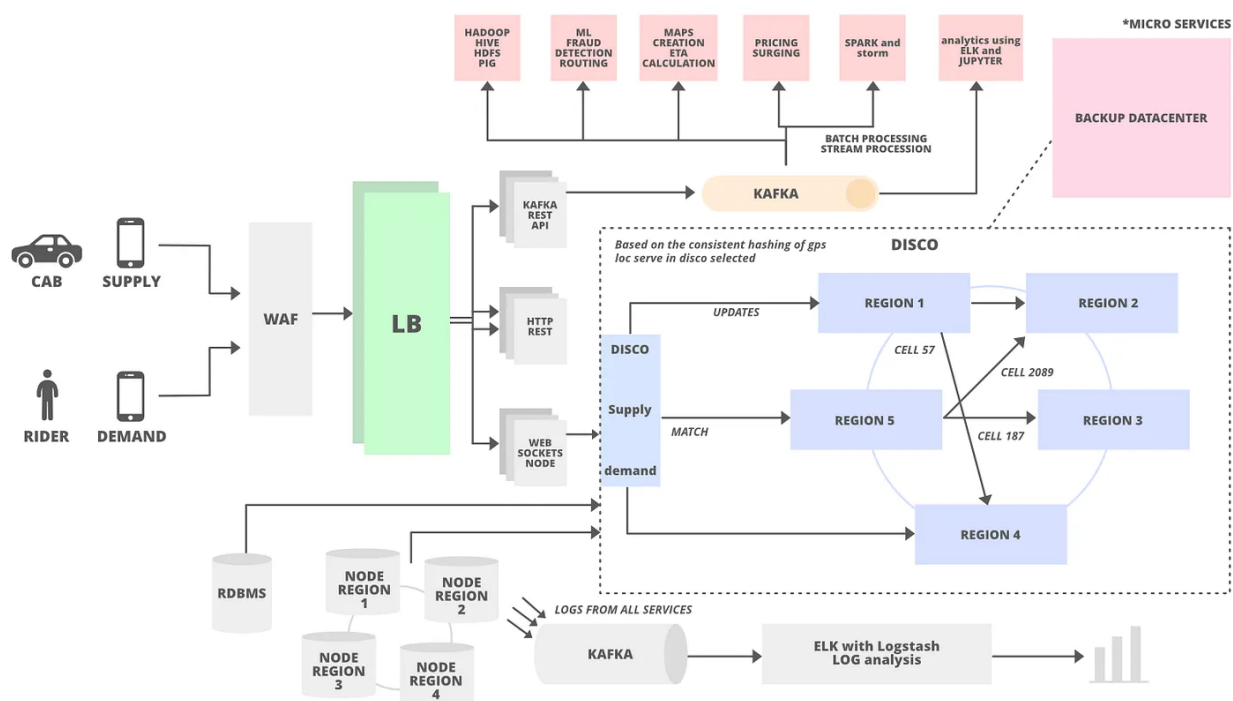 *MICRO SERVICES
HADOOP
HIVE
HDFS
PIG
ML
FRAUD
DETECTION
ROUTING
MAPS
CREATION
ETA
CALCULATION
PRICING
SURGING
SPARK and
storm
analytics using
ELK and
JUPYTER
BACKUP DATACENTER
BATCH PROCESSING
STREAM PROCESSION
KAFKA
KAFKA
REST
API
CAB
SUPPLY
WAF
LB
HTTP
REST
WEB
SOCKETS
NODE
RIDER
DEMAND
Based on the consistent hashing of gps
loc serve in disco selected
DISCO
UPDATES
REGION 1
REGION 2
DISCO
Supply
demand
CELL 57
CELL 2089
MATCH
REGION 5
REGION 3
CELL 187
REGION 4
RDBMS
NODE
REGION
1
NODE
REGION
2
NODE
REGION
3
NODE
REGION
4
LOGS FROM ALL SERVICES
KAFKA
ELK with Logstash
LOG analysis